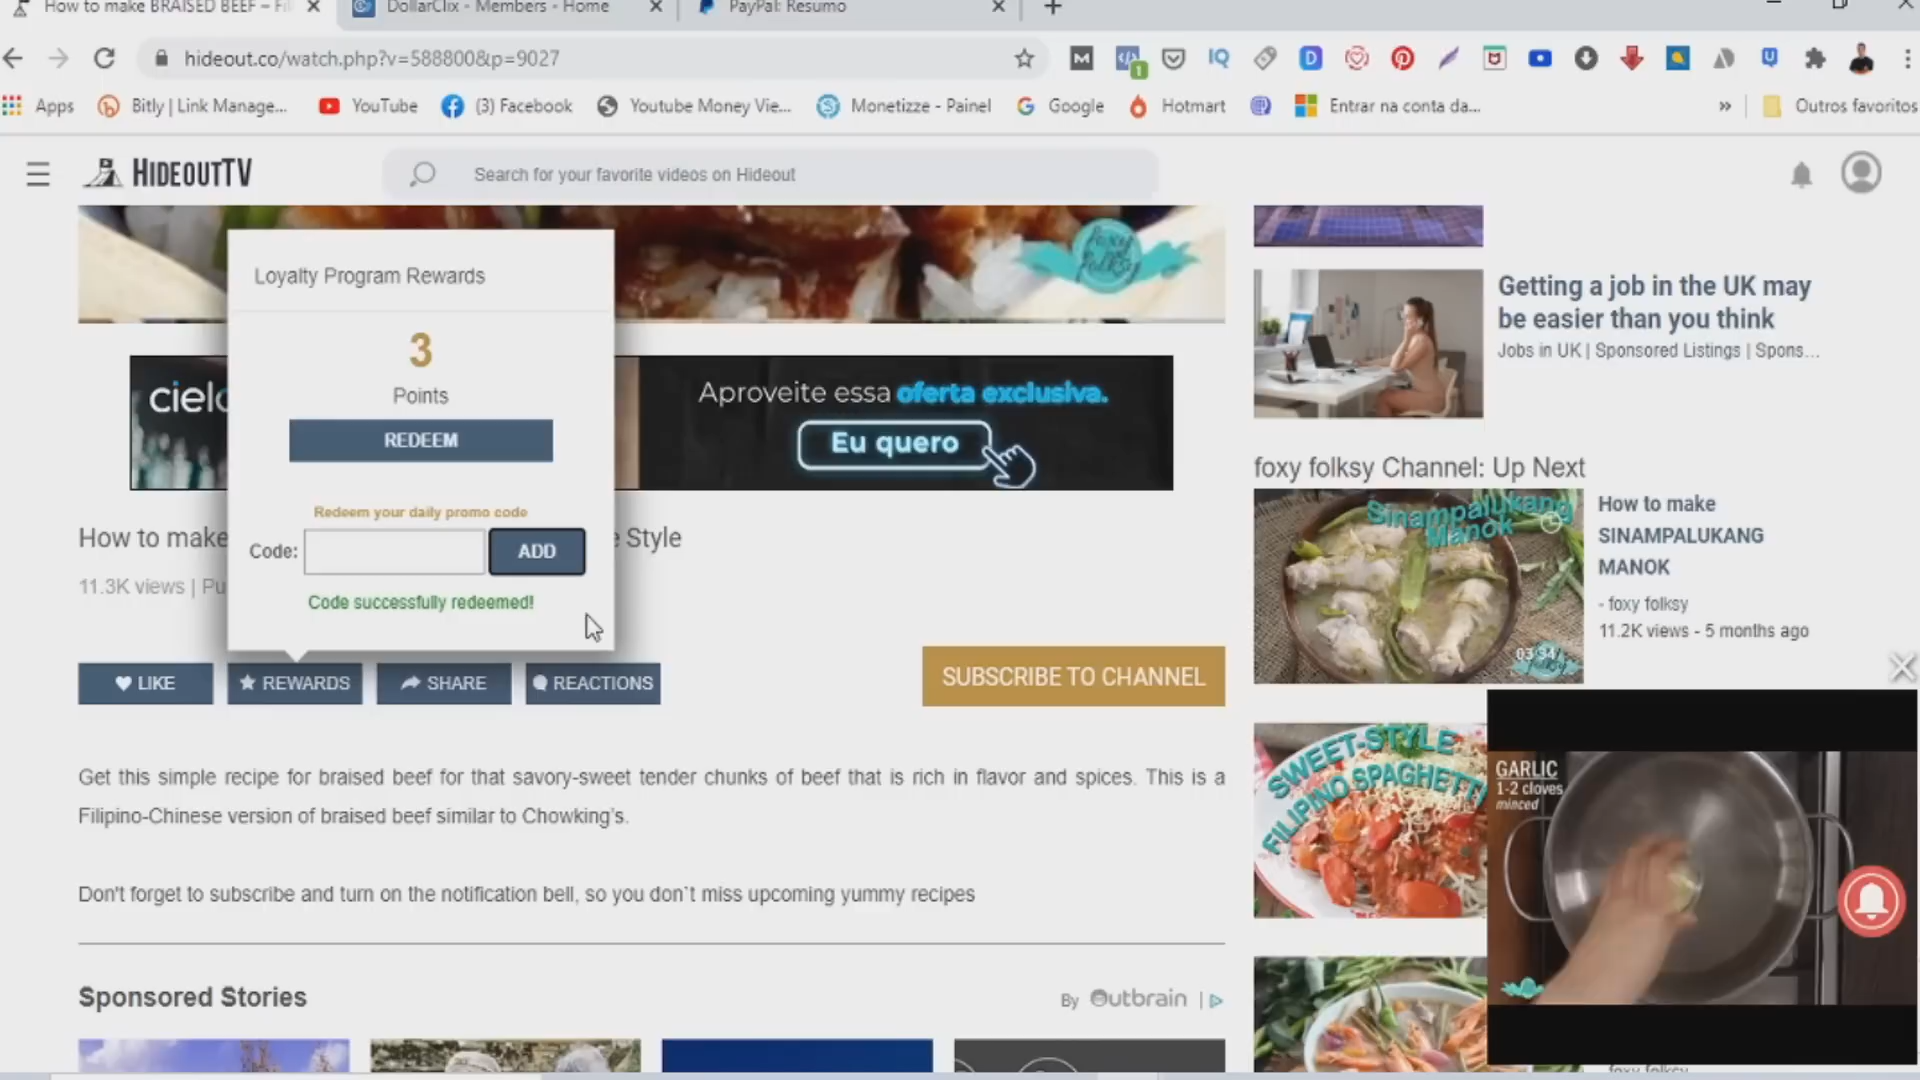 How to make BRAISED BEEF – Fi
DollarClix - Members - Home
PayPal: Resumo
hideout.co/watch.php?v=588800&p=9027
1
Apps
Bitly | Link Manage...
YouTube
(3) Facebook
Youtube Money Vie...
Monetizze - Painel
Google
Hotmart
Entrar na conta da...
»
Outros favoritos
HIDEOUTTV
Search for your favorite videos on Hideout
foxy
folksy
Loyalty Program Rewards
3
Points
REDEEM
Redeem your daily promo code
Code:
ADD
Code successfully redeemed!
Aproveite essa oferta exclusiva.
Eu quero
How to make
Style
11.3K views | Pu
LIKE
REWARDS
SHARE
REACTIONS
SUBSCRIBE TO CHANNEL
Get this simple recipe for braised beef for that savory-sweet tender chunks of beef that is rich in flavor and spices. This is a
Filipino-Chinese version of braised beef similar to Chowking's.
Don't forget to subscribe and turn on the notification bell, so you don`t miss upcoming yummy recipes
Sponsored Stories
By Outbrain
Getting a job in the UK may
be easier than you think
Jobs in UK | Sponsored Listings | Spons...
foxy folksy Channel: Up Next
Sinampalukang
Manok
03:34
How to make
SINAMPALUKANG
MANOK
- foxy folksy
11.2K views - 5 months ago
SWEET-STYLE
FILIPINO SPAGHETTI
GARLIC
1-2 cloves
minced